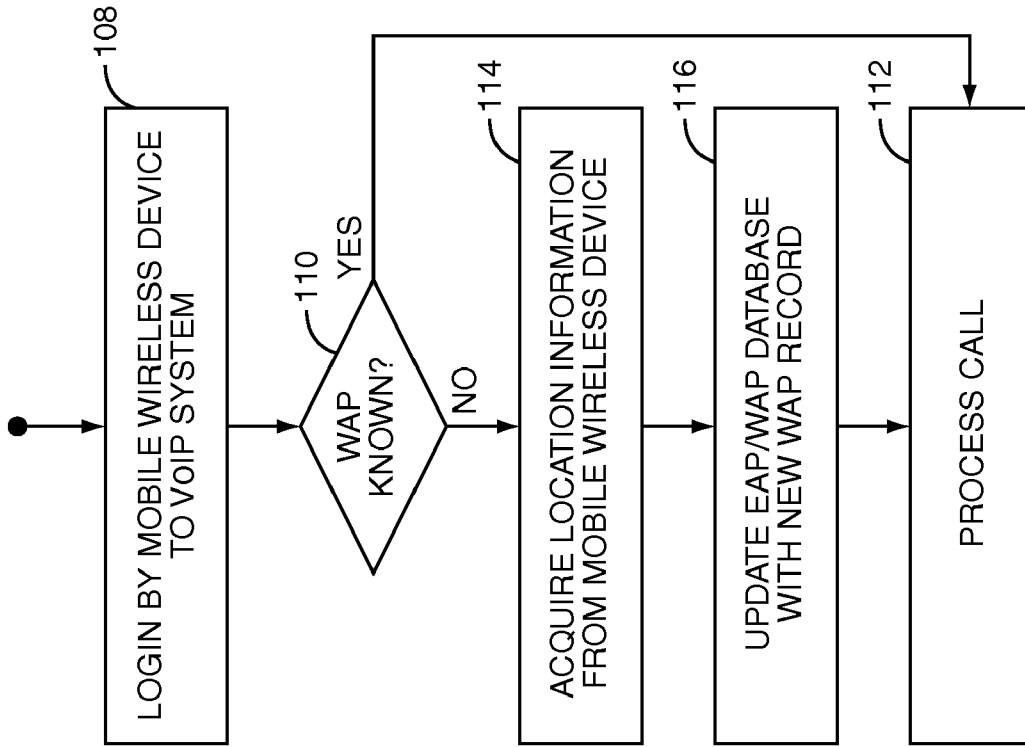 108
LOGIN BY MOBILE WIRELESS DEVICE
TO VoIP SYSTEM
110
WAP
KNOWN?
YES
NO
114
ACQUIRE LOCATION INFORMATION
FROM MOBILE WIRELESS DEVICE
116
UPDATE EAP/WAP DATABASE
WITH NEW WAP RECORD
112
PROCESS CALL